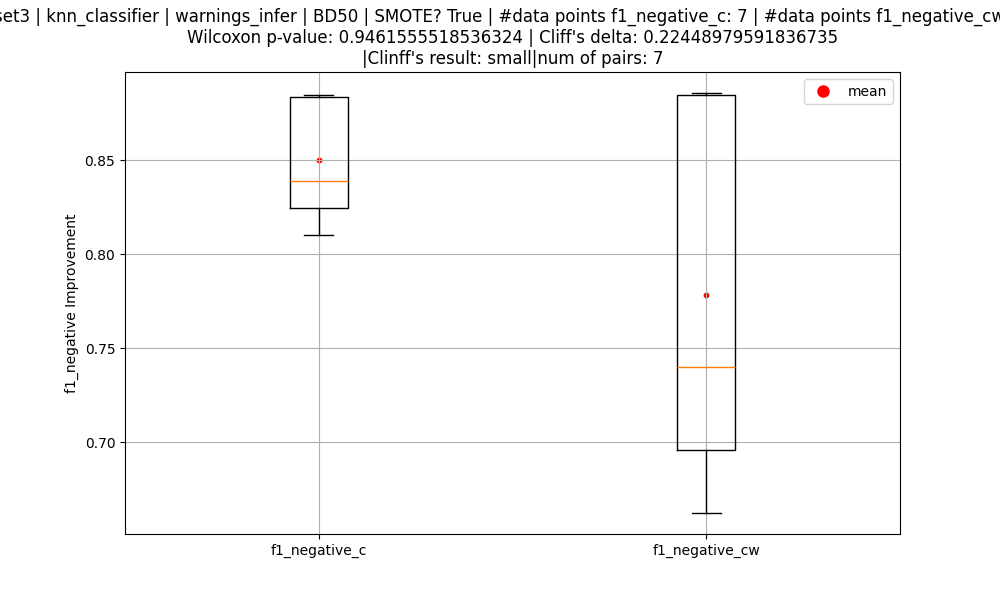 set3 | knn_classifier | warnings_infer | BD50 | SMOTE? True | #data points f1_negative_c: 7 | #data points f1_negative_cw
Wilcoxon p-value: 0.9461555518536324 | Cliff's delta: 0.22448979591836735
|Clinff's result: small|num of pairs: 7
mean
f1_negative Improvement
0.85
0.80
0.75
0.70
f1_negative_c
f1_negative_cw